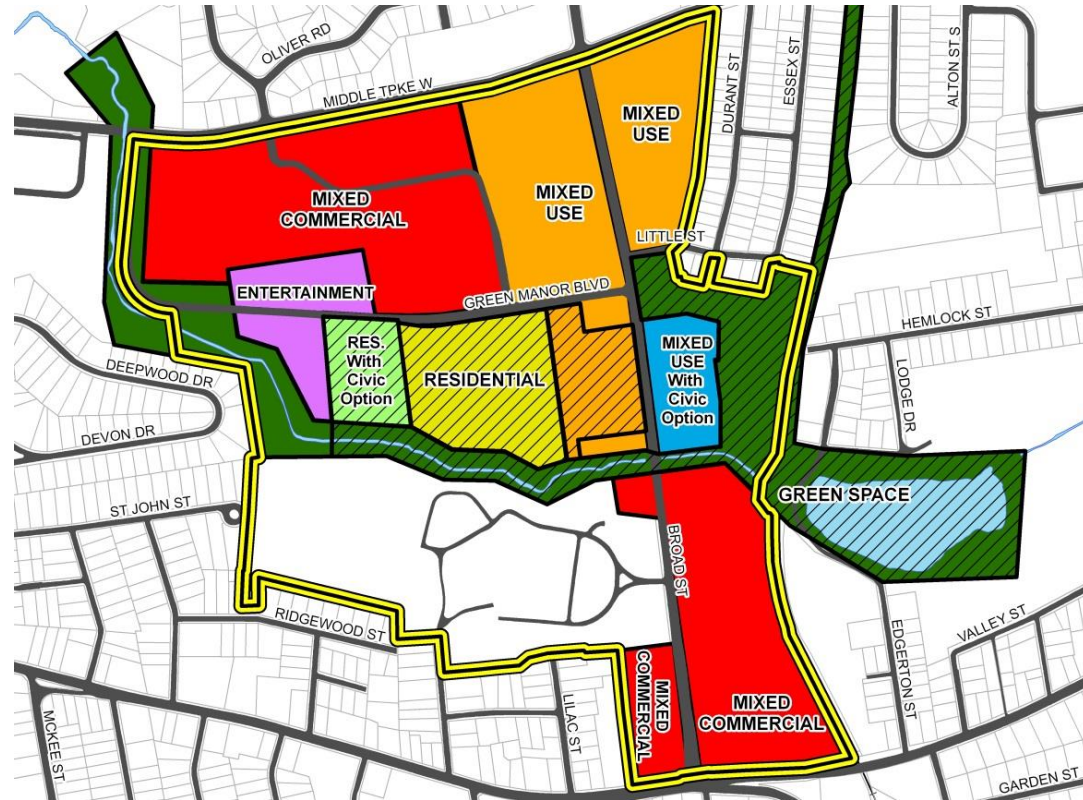 OLIVER RD
MIDDLE TPKE W
DURANT ST
ESSEX ST
ALTON ST S
MIXED
USE
MIXED
COMMERCIAL
MIXED
USE
LITTLE ST
ENTERTAINMENT
GREEN MANOR BLVD
HEMLOCK ST
RES.
With
Civic
Option
RESIDENTIAL
MIXED
USE
With
Civic
Option
LODGE DR
DEEPWOOD DR
DEVON DR
GREEN SPACE
ST JOHN ST
BROAD ST
RIDGEWOOD ST
EDGERTON ST
VALLEY ST
MIXED
COMMERCIAL
MIXED
COMMERCIAL
LILAC ST
MCKEE ST
GARDEN ST